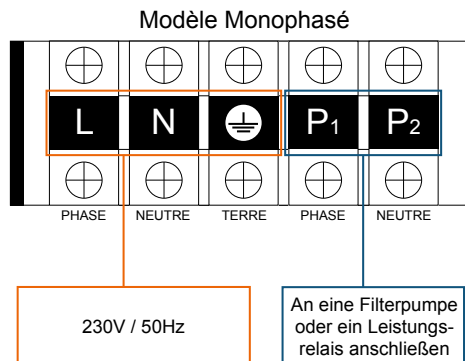 Modèle Monophasé
L N P1 P2
PHASE NEUTRE TERRE PHASE NEUTRE
230V / 50Hz
An eine Filterpumpe
oder ein Leistungs-
relais anschließen